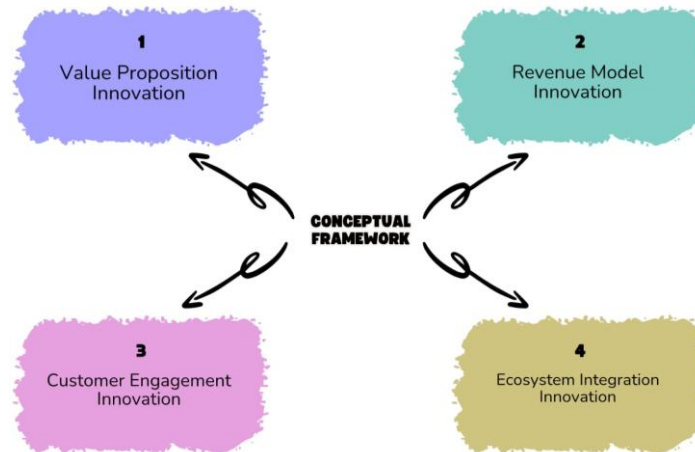 1
Value Proposition
Innovation
2
Revenue Model
Innovation
CONCEPTUAL
FRAMEWORK
3
Customer Engagement
Innovation
4
Ecosystem Integration
Innovation